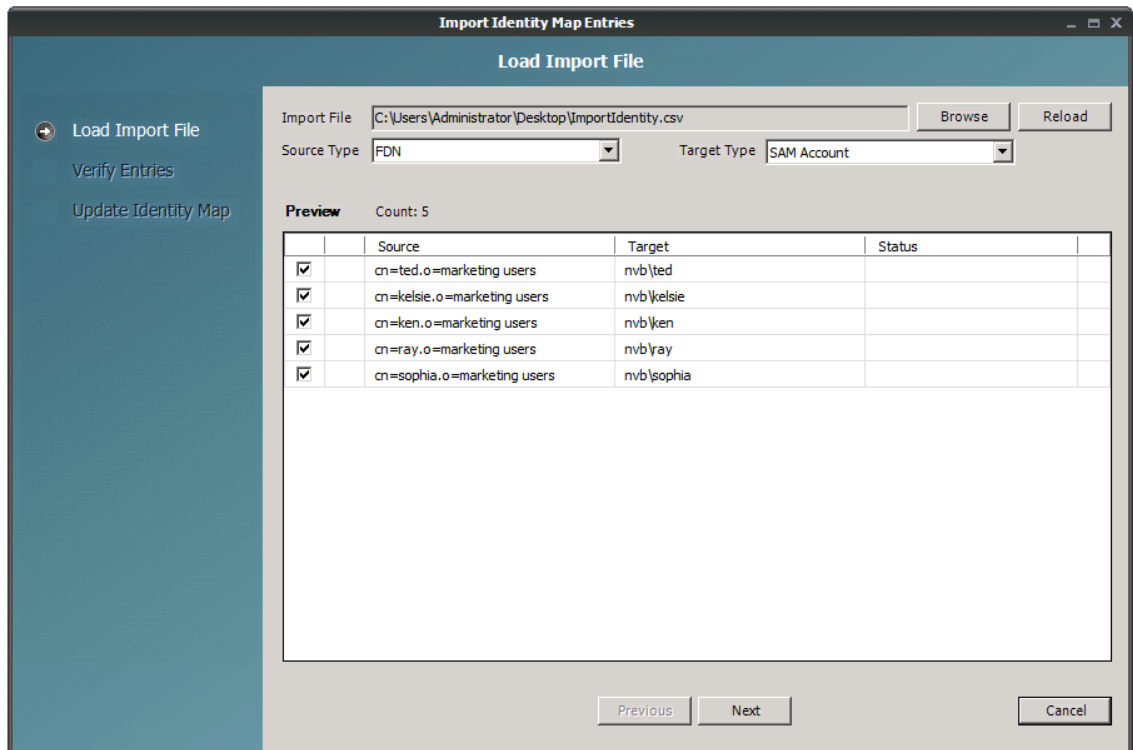 Import Identity Map Entries
Load Import File
Load Import File
Verify Entries
Update Identity Map
Import File C:\Users\Administrator\Desktop\ImportIdentity.csv Browse Reload
Source Type FDN Target Type SAM Account
Preview Count: 5
Source Target Status
cn=ted.o=marketing users nvb\ted
cn=kelsie.o=marketing users nvb\kelsie
cn=ken.o=marketing users nvb\ken
cn=ray.o=marketing users nvb\ray
cn=sophia.o=marketing users nvb\sophia
Previous Next Cancel